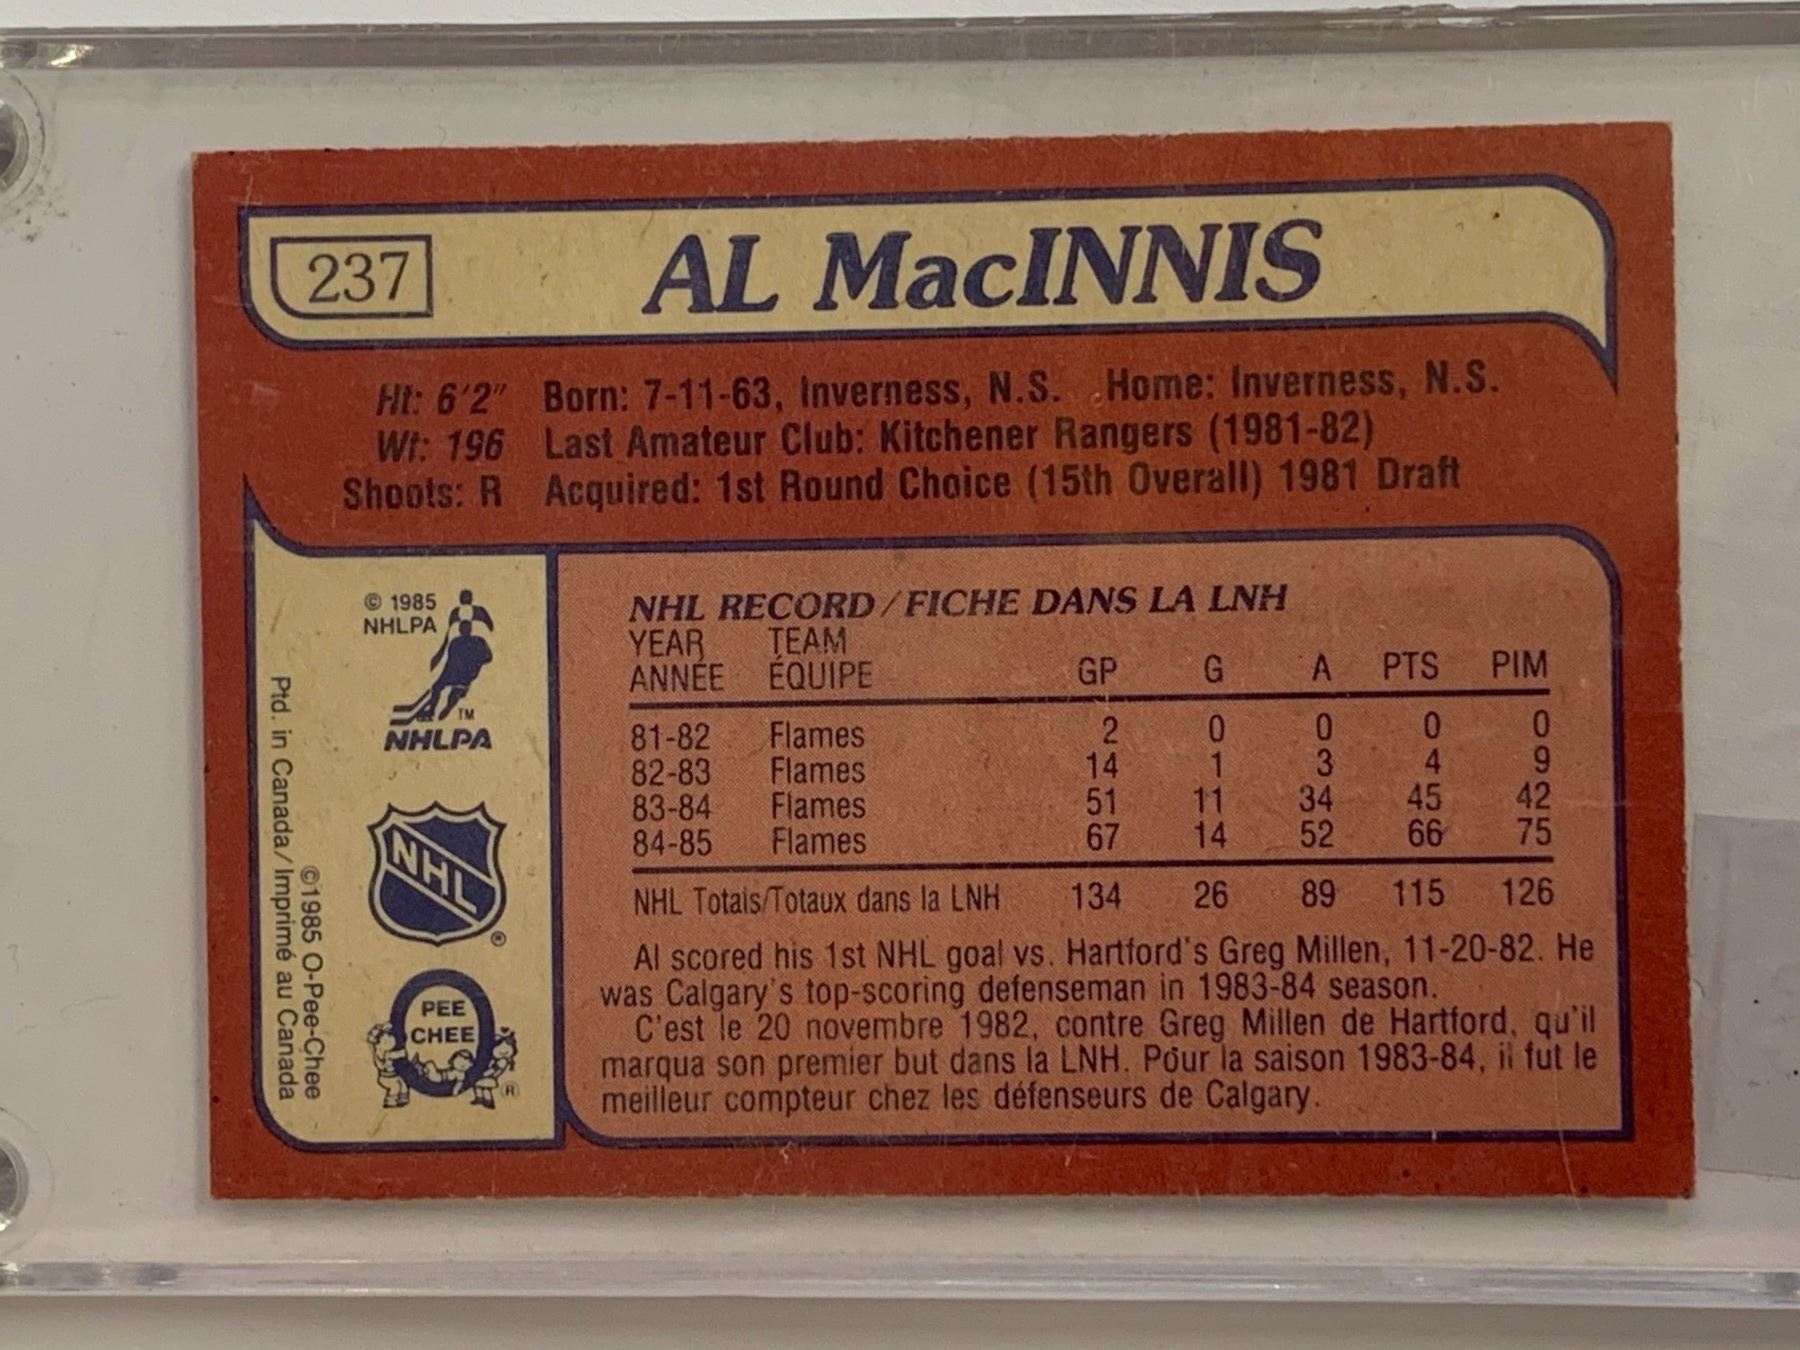 237
AL MacINNIS
Ht: 6'2" Born: 7-11-63, Inverness, N.S. Home: Inverness, N.S.
Wt: 196 Last Amateur Club: Kitchener Rangers (1981-82)
Shoots: R Acquired: 1st Round Choice (15th Overall) 1981 Draft
© 1985
NHLPA
TM
NHLPA
NHL
®
PEE
CHEE
®
©1985 O-Pee-Chee
Ptd. in Canada/Imprimé au Canada
NHL RECORD/FICHE DANS LA LNH
YEAR TEAM
ANNÉE ÉQUIPE GP G A PTS PIM
81-82 Flames 2 0 0 0 0
82-83 Flames 14 1 3 4 9
83-84 Flames 51 11 34 45 42
84-85 Flames 67 14 52 66 75
NHL Totals/Totaux dans la LNH 134 26 89 115 126
Al scored his 1st NHL goal vs. Hartford's Greg Millen, 11-20-82. He
was Calgary's top-scoring defenseman in 1983-84 season.
C'est le 20 novembre 1982, contre Greg Millen de Hartford, qu'il
marqua son premier but dans la LNH. Pour la saison 1983-84, il fut le
meilleur compteur chez les défenseurs de Calgary.